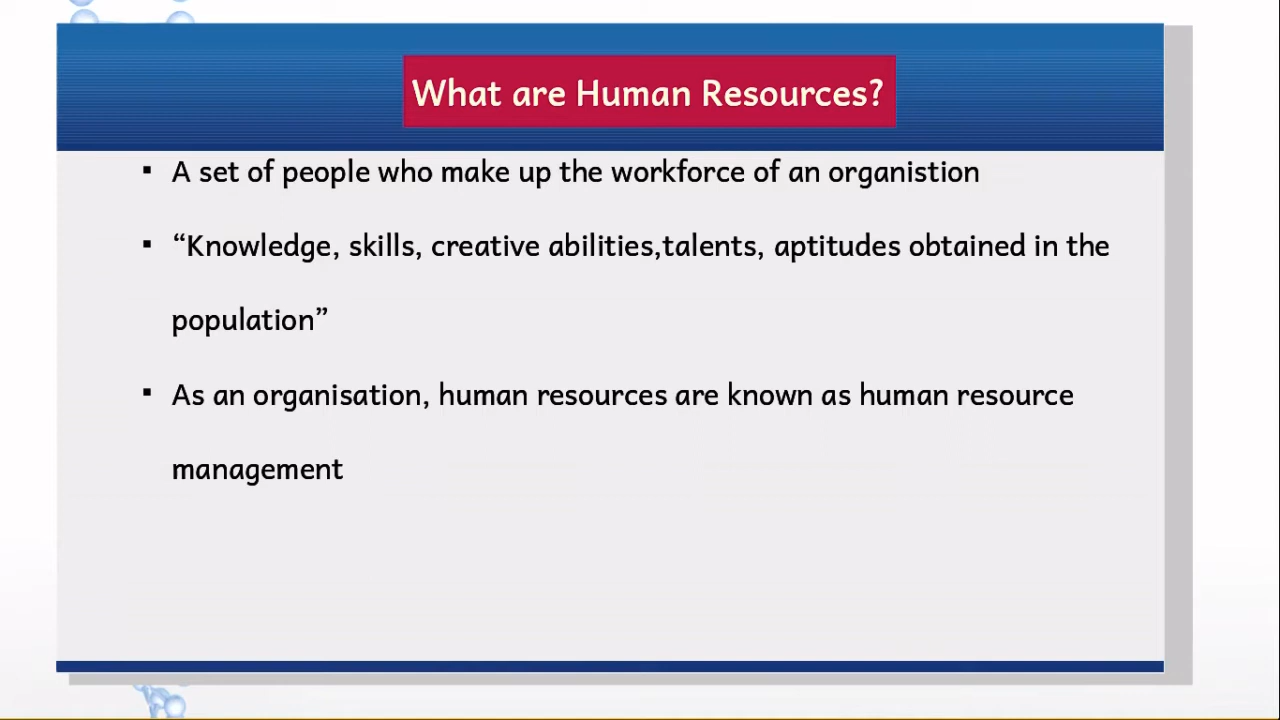 What are Human Resources?
▪ A set of people who make up the workforce of an organistion
▪ “Knowledge, skills, creative abilities,talents, aptitudes obtained in the
population”
▪ As an organisation, human resources are known as human resource
management